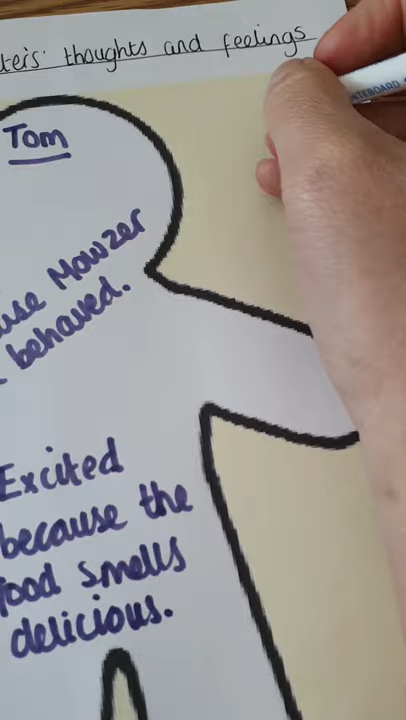 thoughts and feelings
Tom
Mowzer
behaved.
Excited
because the
food smells
delicious.